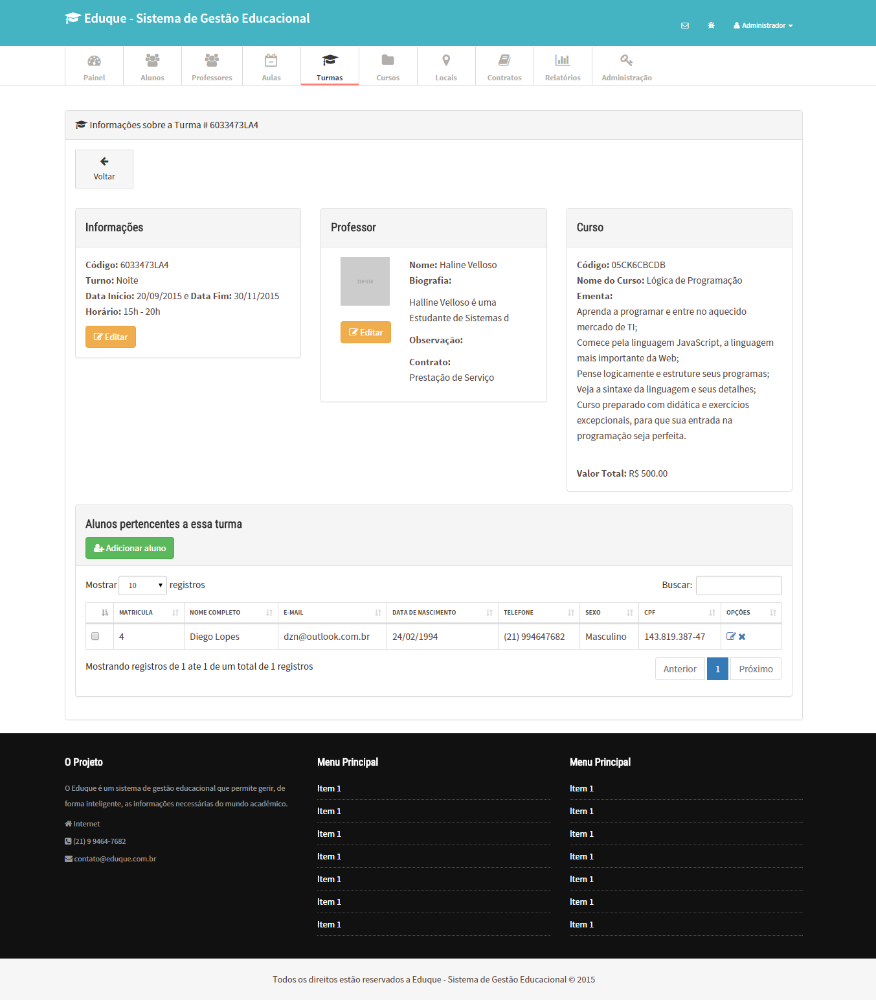 Eduque - Sistema de Gestão Educacional
Administrador
Painel
Alunos
Professores
Aulas
Turmas
Cursos
Locais
Contratos
Relatórios
Administração
Informações sobre a Turma # 6033473LA4
Voltar
Informações
Código: 6033473LA4
Turno: Noite
Data Início: 20/09/2015 e Data Fim: 30/11/2015
Horário: 15h - 20h
Editar
Professor
250×250
Editar
Nome: Haline Velloso
Biografia:
Halline Velloso é uma
Estudante de Sistemas d
Observação:
Contrato:
Prestação de Serviço
Curso
Código: 05CK6CBCDB
Nome do Curso: Lógica de Programação
Ementa:
Aprenda a programar e entre no aquecido
mercado de TI;
Comece pela linguagem JavaScript, a linguagem
mais importante da Web;
Pense logicamente e estruture seus programas;
Veja a sintaxe da linguagem e seus detalhes;
Curso preparado com didática e exercícios
excepcionais, para que sua entrada na
programação seja perfeita.
Valor Total: R$ 500.00
Alunos pertencentes a essa turma
Adicionar aluno
Mostrar 10 registros
Buscar:
MATRICULA NOME COMPLETO E-MAIL DATA DE NASCIMENTO TELEFONE SEXO CPF OPÇÕES
4 Diego Lopes dzn@outlook.com.br 24/02/1994 (21) 994647682 Masculino 143.819.387-47
Mostrando registros de 1 ate 1 de um total de 1 registros
Anterior 1 Próximo
O Projeto
O Eduque é um sistema de gestão educacional que permite gerir, de
forma inteligente, as informações necessárias do mundo acadêmico.
Internet
(21) 9 9464-7682
contato@eduque.com.br
Menu Principal
Item 1
Item 1
Item 1
Item 1
Item 1
Item 1
Item 1
Menu Principal
Item 1
Item 1
Item 1
Item 1
Item 1
Item 1
Item 1
Todos os direitos estão reservados a Eduque - Sistema de Gestão Educacional © 2015